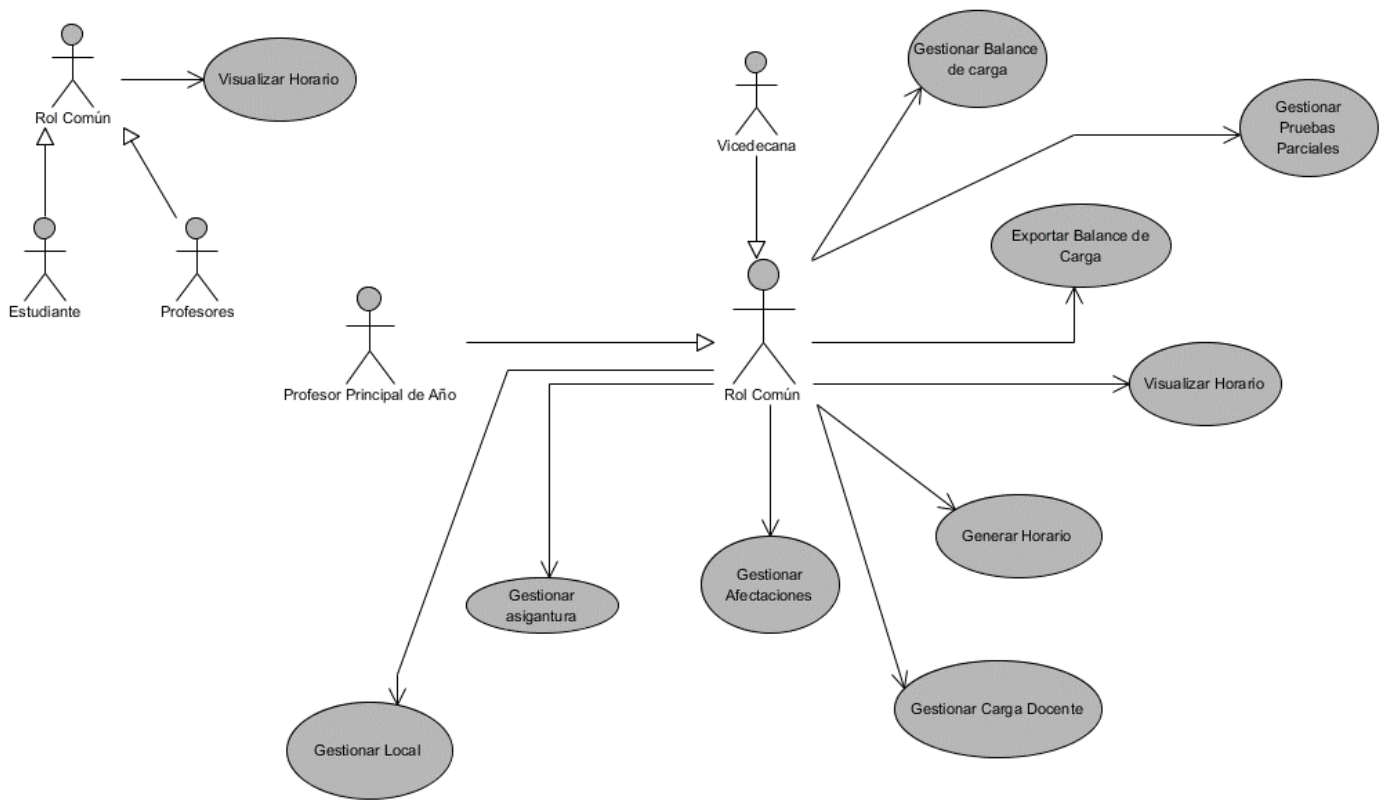 Rol Común
Visualizar Horario
Estudiante
Profesores
Vicedecana
Gestionar Balance
de carga
Gestionar
Pruebas
Parciales
Exportar Balance de
Carga
Profesor Principal de Año
Rol Común
Visualizar Horario
Generar Horario
Gestionar
Afectaciones
Gestionar
asigantura
Gestionar Carga Docente
Gestionar Local